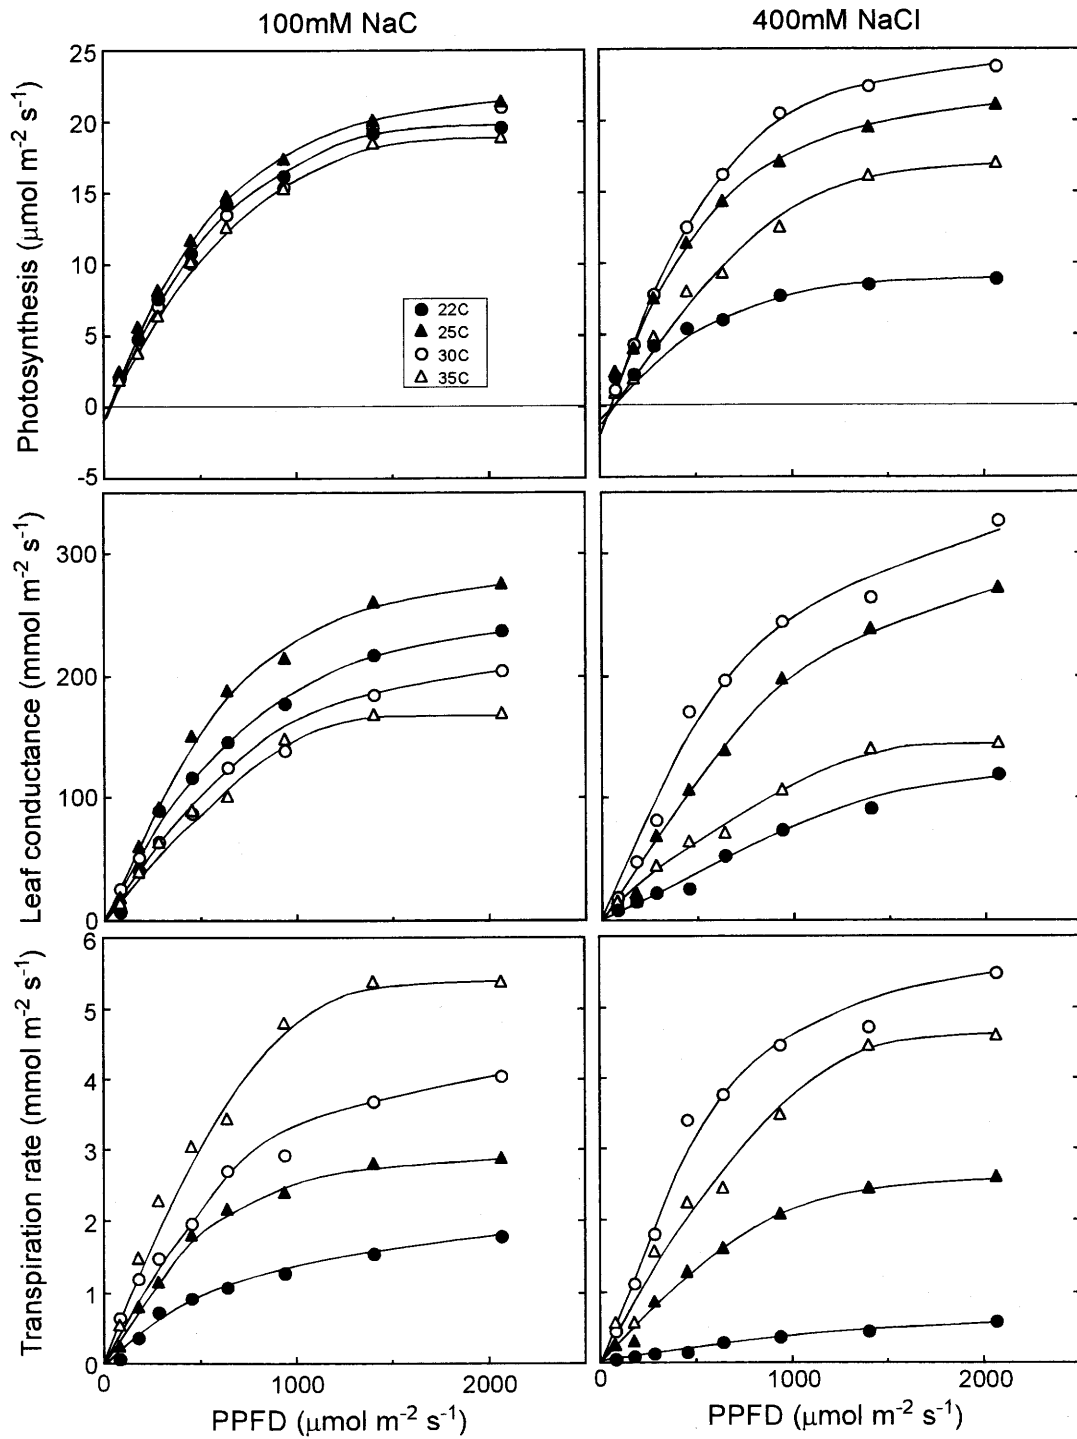 100mM NaC
400mM NaCl
Photosynthesis (μmol m-2 s-1)
25
20
15
10
5
0
-5
22C
25C
30C
35C
Leaf conductance (mmol m-2 s-1)
300
200
100
0
Transpiration rate (mmol m-2 s-1)
6
5
4
3
2
1
0
0
1000
2000
0
1000
2000
PPFD (μmol m-2 s-1)
PPFD (μmol m-2 s-1)